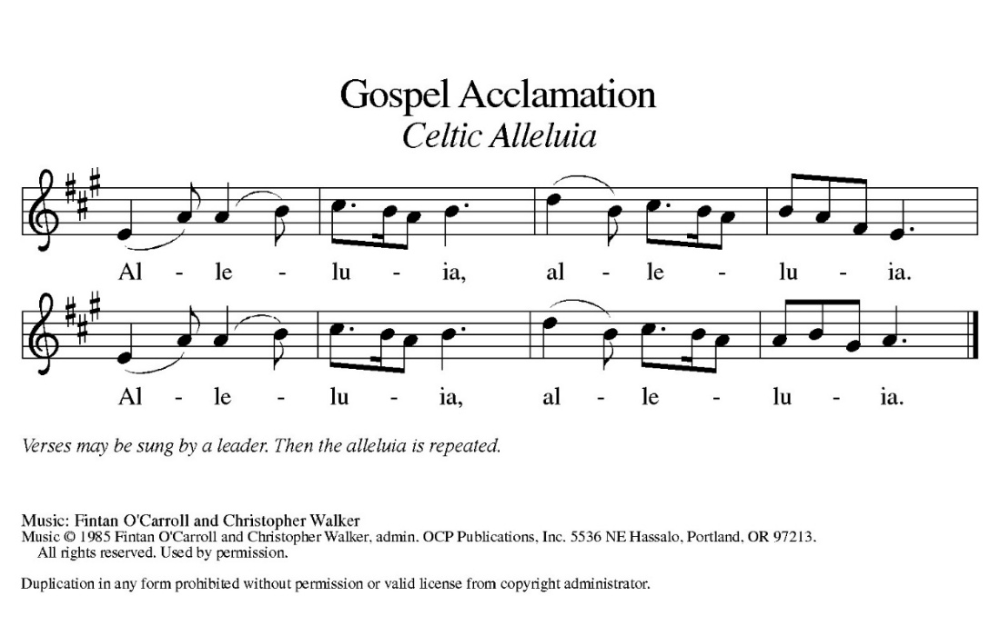 Gospel Acclamation
Celtic Alleluia
Al - le - lu - ia, al - le - lu - ia.
Al - le - lu - ia, al - le - lu - ia.
Verses may be sung by a leader. Then the alleluia is repeated.
Music: Fintan O'Carroll and Christopher Walker
Music © 1985 Fintan O'Carroll and Christopher Walker, admin. OCP Publications, Inc. 5536 NE Hassalo, Portland, OR 97213.
All rights reserved. Used by permission.
Duplication in any form prohibited without permission or valid license from copyright administrator.